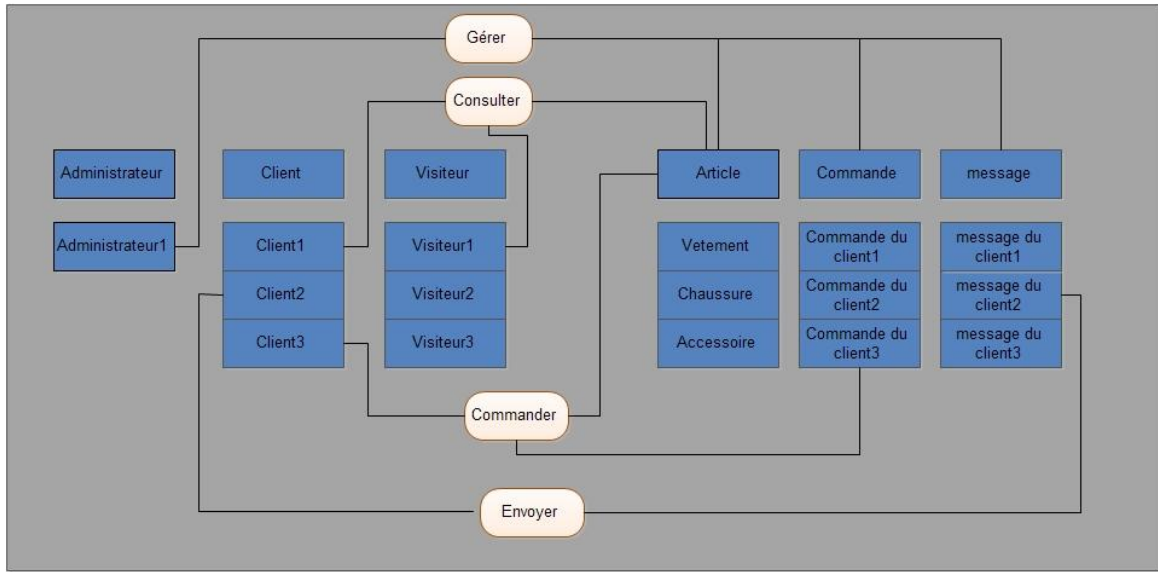 Gérer
Consulter
Administrateur
Client
Visiteur
Article
Commande
message
Administrateur1
Client1
Visiteur1
Vetement
Commande du
client1
message du
client1
Client2
Visiteur2
Chaussure
Commande du
client2
message du
client2
Client3
Visiteur3
Accessoire
Commande du
client3
message du
client3
Commander
Envoyer